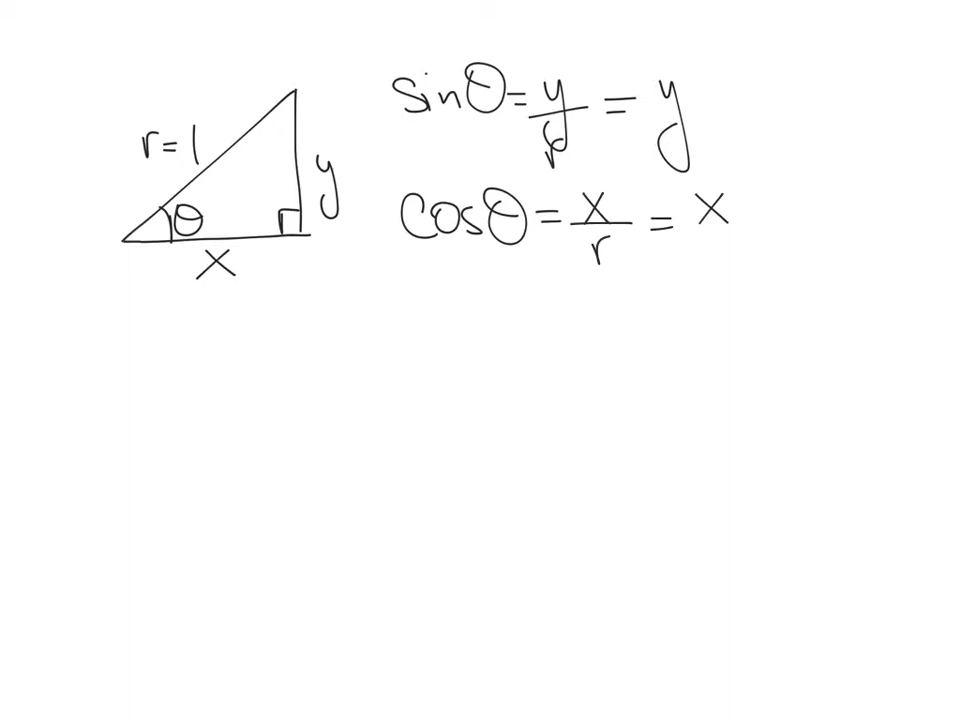 sinθ = y/r = y
r = 1
y
cosθ = x/r = x
θ
x